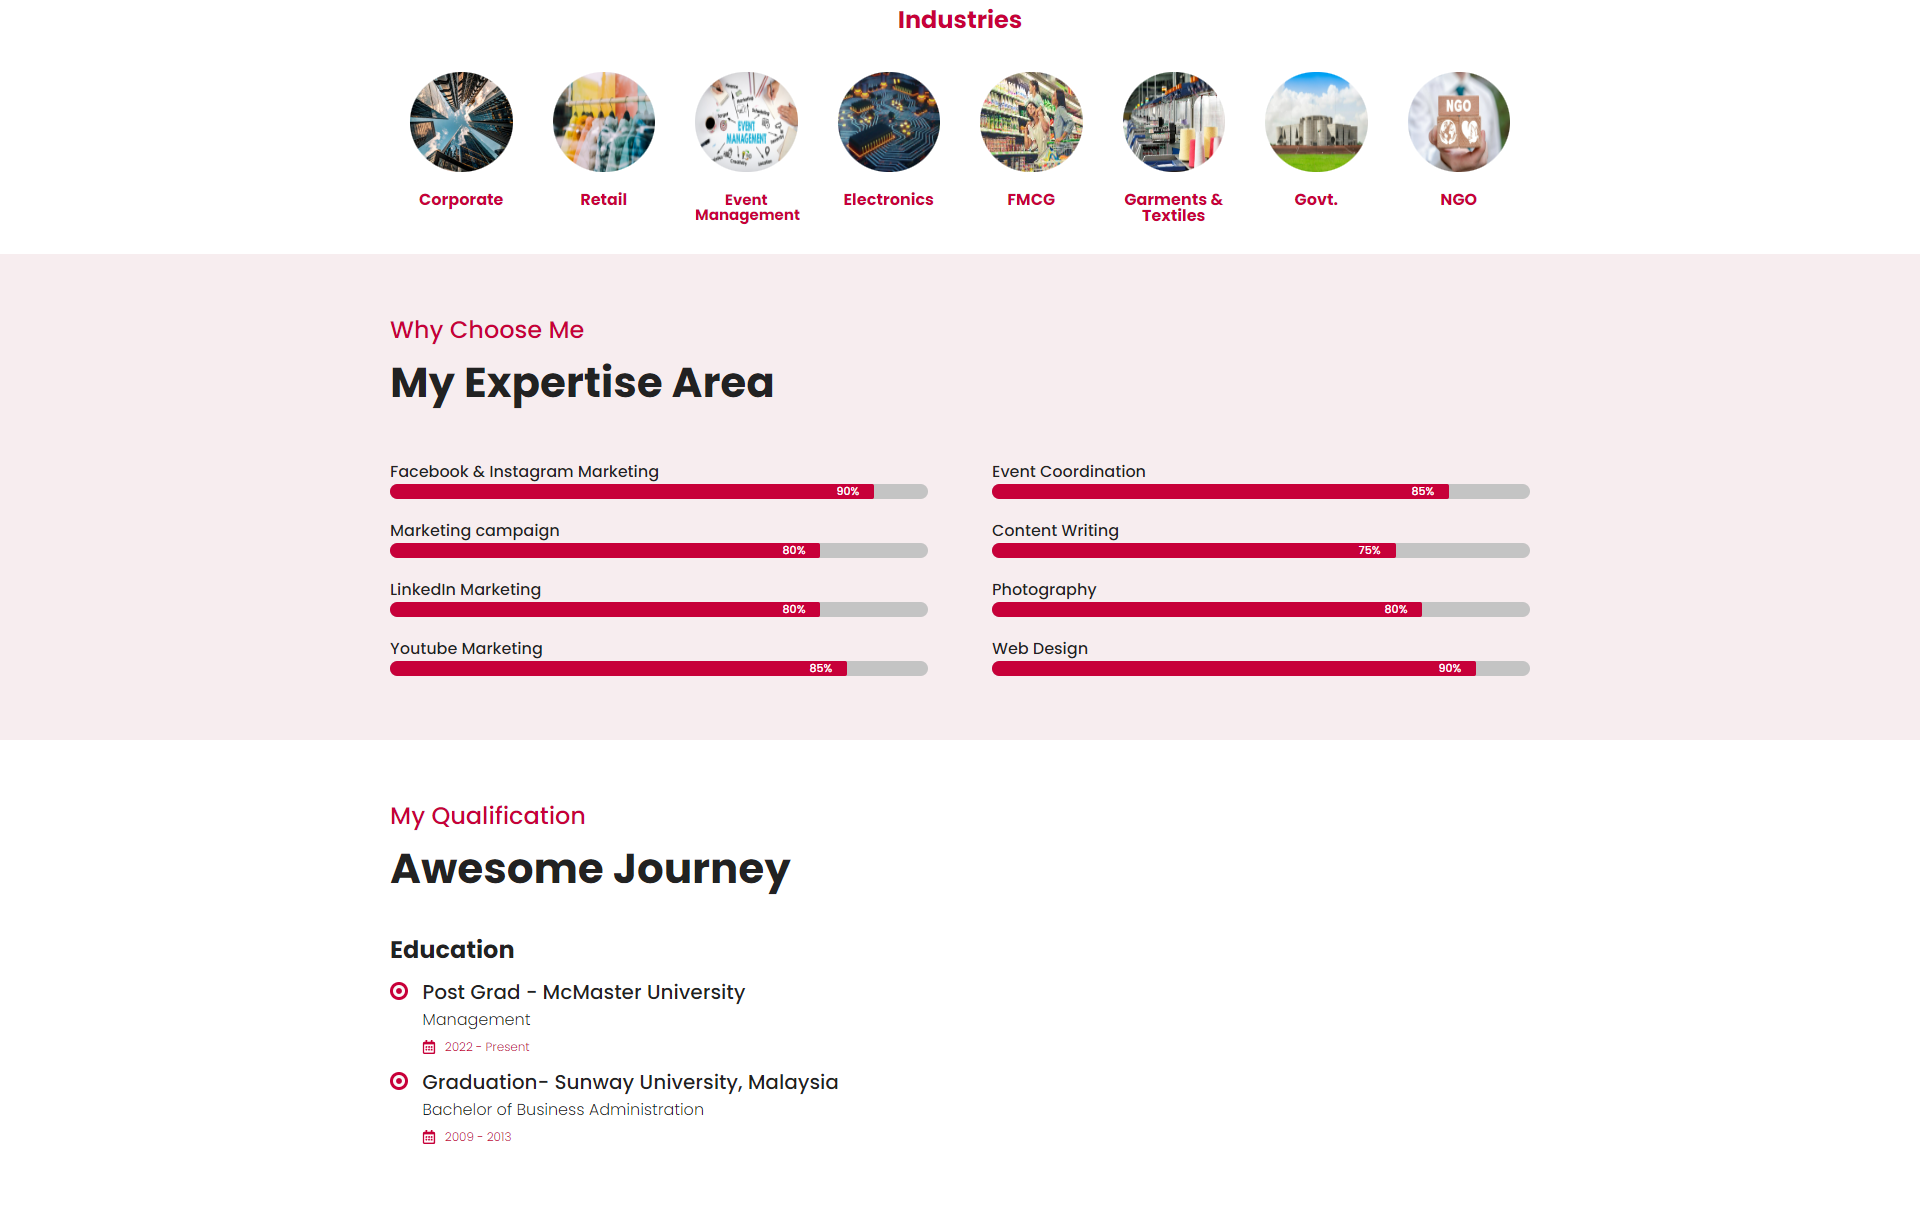 Industries
EVENT
MANAGEMENT
NGO
Corporate
Retail
Event
Management
Electronics
FMCG
Garments &
Textiles
Govt.
NGO
Why Choose Me
My Expertise Area
Facebook & Instagram Marketing
90%
Marketing campaign
80%
LinkedIn Marketing
80%
Youtube Marketing
85%
Event Coordination
85%
Content Writing
75%
Photography
80%
Web Design
90%
My Qualification
Awesome Journey
Education
Post Grad - McMaster University
Management
2022 - Present
Graduation- Sunway University, Malaysia
Bachelor of Business Administration
2009 - 2013